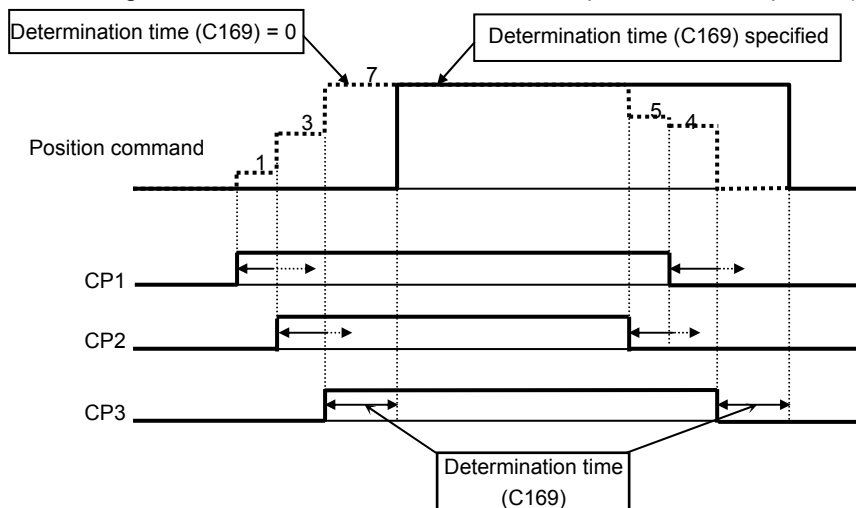 Determination time (C169) = 0
Determination time (C169) specified
7
3
5
4
1
Position command
CP1
CP2
CP3
Determination time
(C169)